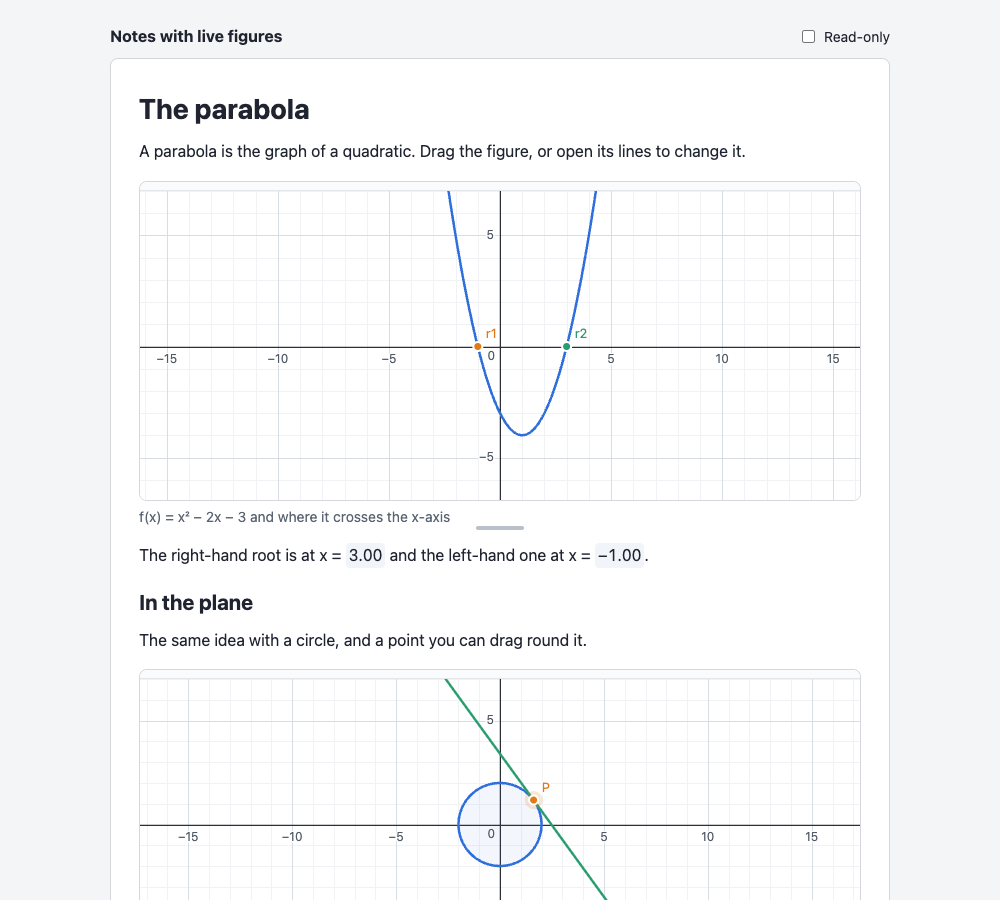 Notes with live figures
Read-only
The parabola
A parabola is the graph of a quadratic. Drag the figure, or open its lines to change it.
5
r1
r2
−15
−10
−5
0
5
10
15
−5
f(x) = x² − 2x − 3 and where it crosses the x-axis
The right-hand root is at x = 3.00 and the left-hand one at x = −1.00.
In the plane
The same idea with a circle, and a point you can drag round it.
5
P
−15
−10
−5
0
5
10
15